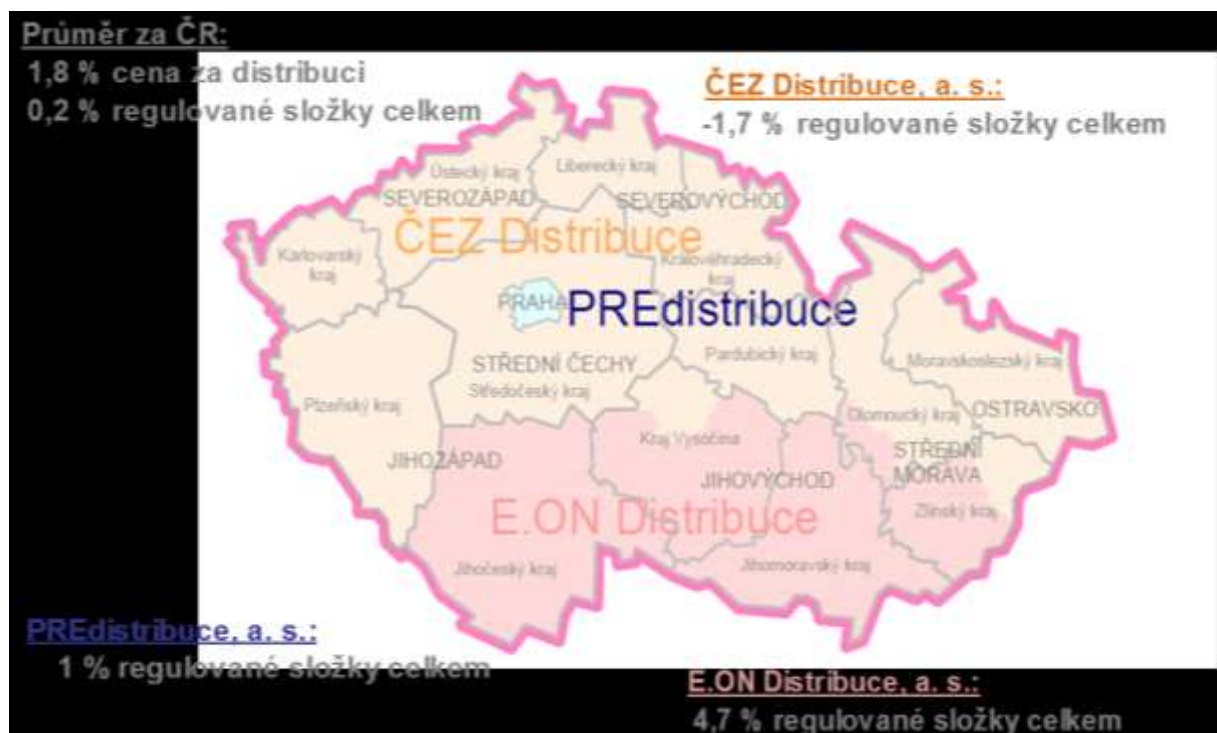 Průměr za ČR:
1,8 % cena za distribuci
0,2 % regulované složky celkem
ČEZ Distribuce, a. s.:
-1,7 % regulované složky celkem
Ústecký kraj
Liberecký kraj
SEVEROZÁPAD
SEVEROVÝCHOD
ČEZ Distribuce
Karlovarský
kraj
Královéhradecký
kraj
PRAHA
PREdistribuce
STŘEDNÍ ČECHY
Pardubický kraj
Moravskoslezský kraj
Středočeský kraj
Plzeňský kraj
Olomoucký kraj
OSTRAVSKO
Kraj Vysočina
STŘEDNÍ
MORAVA
JIHOZÁPAD
JIHOVÝCHOD
Zlínský kraj
E.ON Distribuce
Jihočeský kraj
Jihomoravský kraj
PREdistribuce, a. s.:
1 % regulované složky celkem
E.ON Distribuce, a. s.:
4,7 % regulované složky celkem